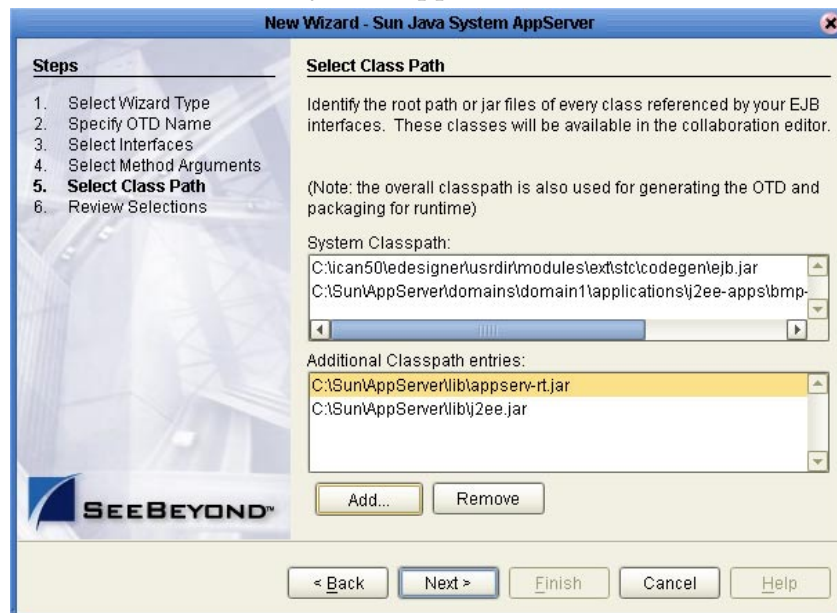 New Wizard - Sun Java System AppServer
Steps
1. Select Wizard Type
2. Specify OTD Name
3. Select Interfaces
4. Select Method Arguments
5. Select Class Path
6. Review Selections
SEEBEYOND™
Select Class Path
Identify the root path or jar files of every class referenced by your EJB
interfaces. These classes will be available in the collaboration editor.
(Note: the overall classpath is also used for generating the OTD and
packaging for runtime)
System Classpath:
C:\ican50\edesigner\usrdir\modules\ext\stc\codegen\ejb.jar
C:\Sun\AppServer\domains\domain1\applications\j2ee-apps\bmp-
Additional Classpath entries:
C:\Sun\AppServer\lib\appserv-rt.jar
C:\Sun\AppServer\lib\j2ee.jar
Add... Remove
< Back Next > Finish Cancel Help